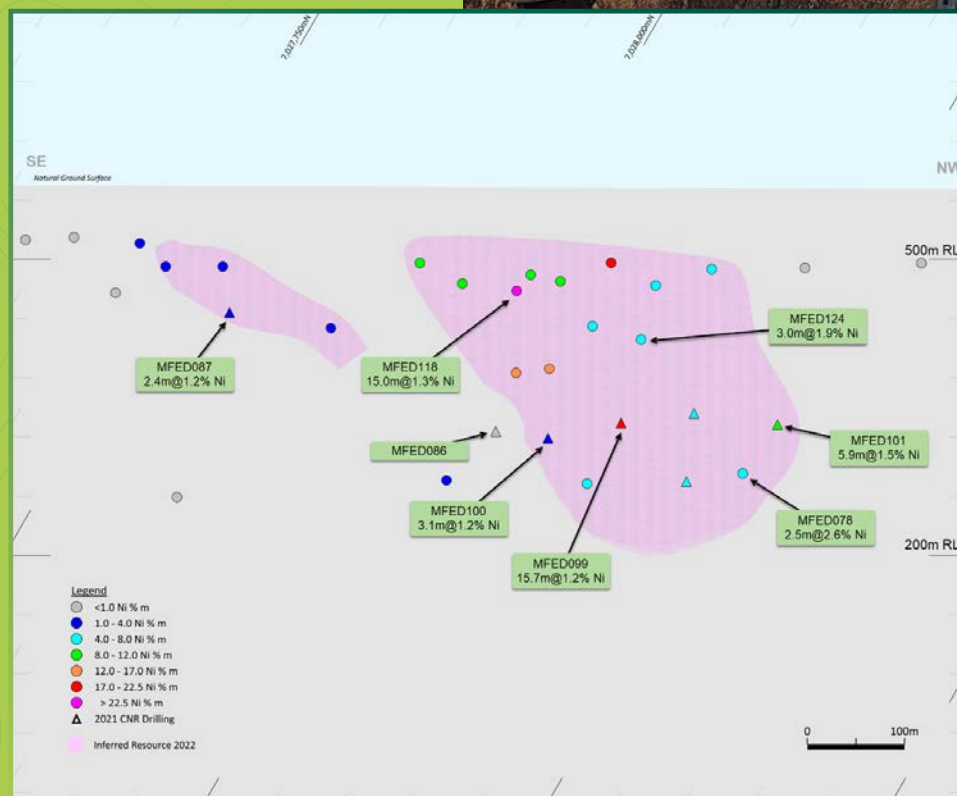 7,027,750mN
7,028,000mN
SE
NW
Natural Ground Surface
500m RL
MFED124
3.0m@1.9% Ni
MFED087
2.4m@1.2% Ni
MFED118
15.0m@1.3% Ni
MFED086
MFED101
5.9m@1.5% Ni
MFED100
3.1m@1.2% Ni
MFED078
2.5m@2.6% Ni
MFED099
15.7m@1.2% Ni
200m RL
Legend
<1.0 Ni % m
1.0 - 4.0 Ni % m
4.0 - 8.0 Ni % m
8.0 - 12.0 Ni % m
12.0 - 17.0 Ni % m
17.0 - 22.5 Ni % m
> 22.5 Ni % m
2021 CNR Drilling
Inferred Resource 2022
0 100m